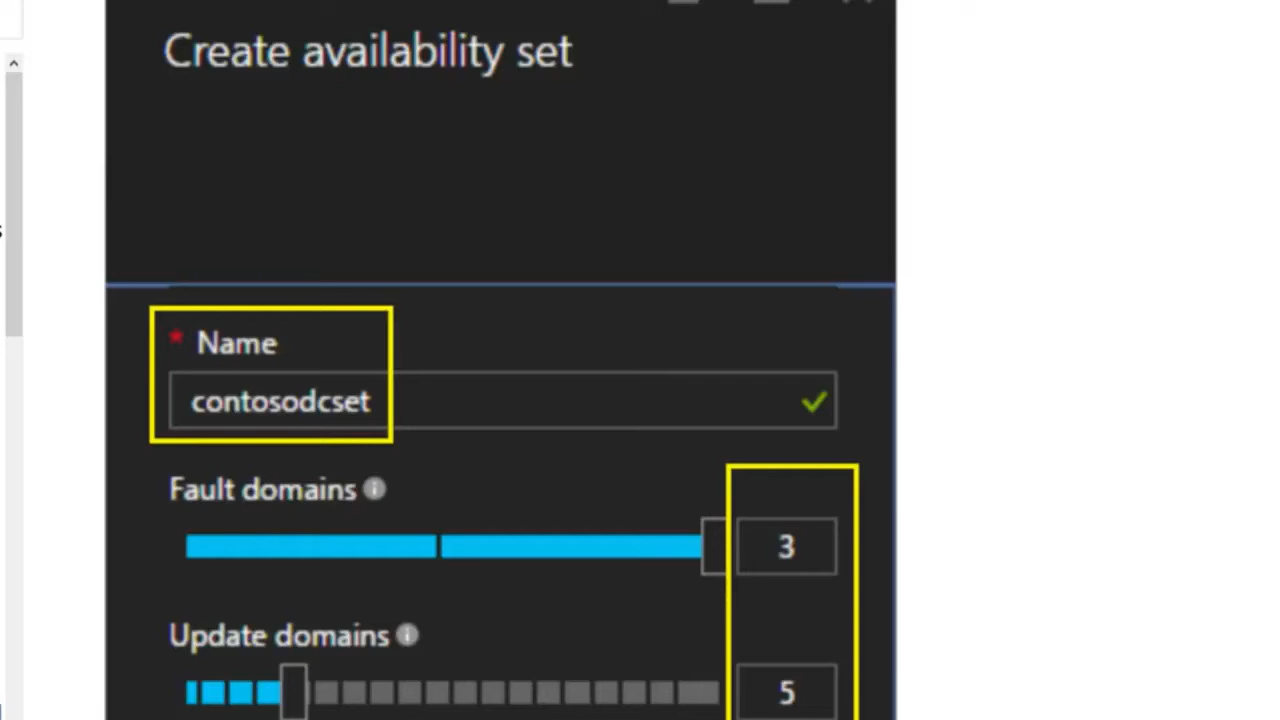 Create availability set
* Name
contosodcset
Fault domains
3
Update domains
5